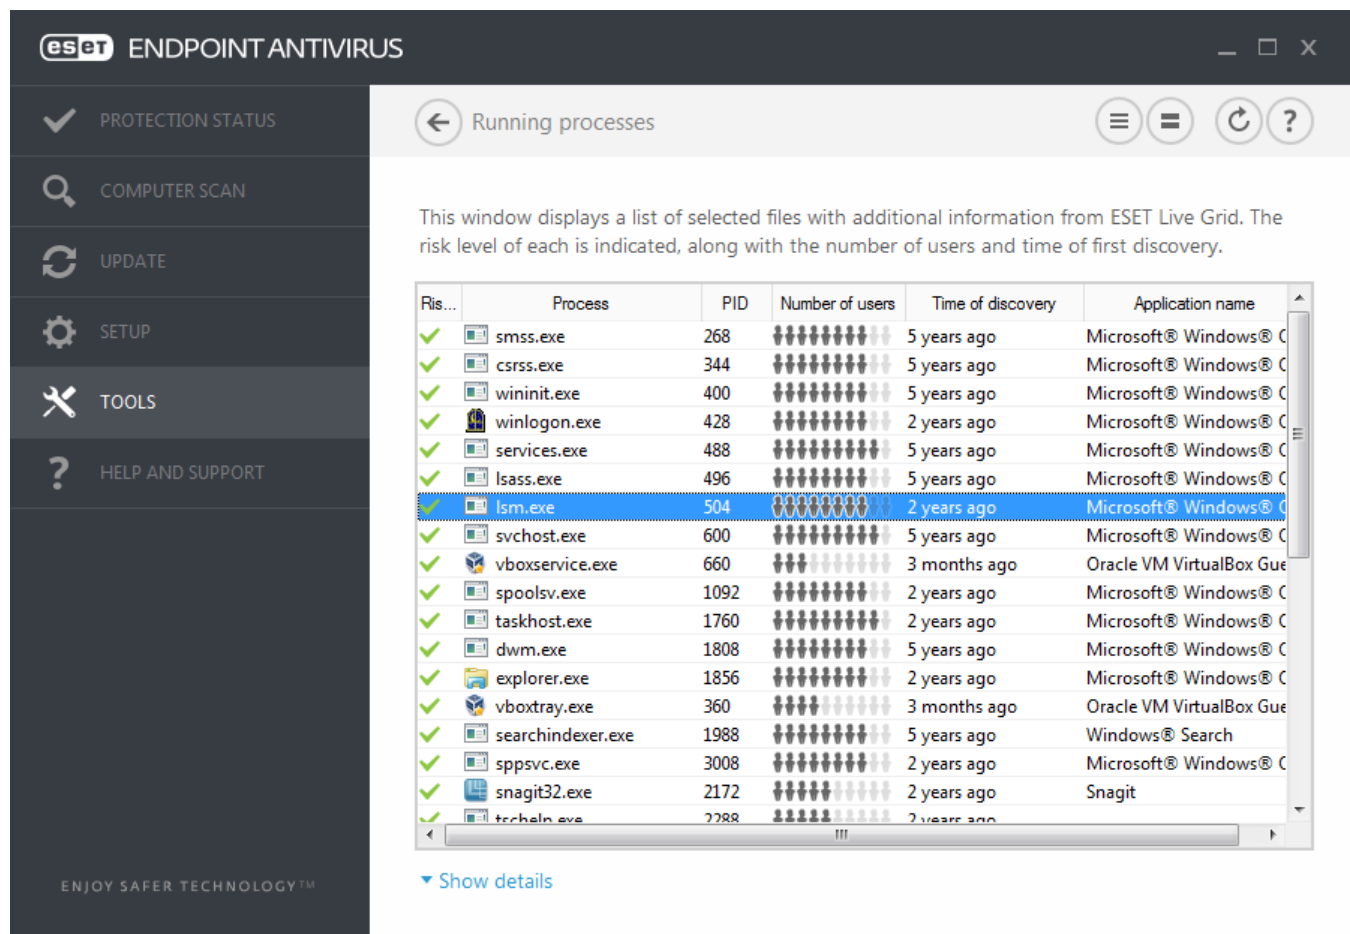 eseT ENDPOINT ANTIVIRUS
PROTECTION STATUS
COMPUTER SCAN
UPDATE
SETUP
TOOLS
HELP AND SUPPORT
ENJOY SAFER TECHNOLOGY™
Running processes
?
This window displays a list of selected files with additional information from ESET Live Grid. The
risk level of each is indicated, along with the number of users and time of first discovery.
Ris... Process PID Number of users Time of discovery Application name
smss.exe 268 5 years ago Microsoft® Windows® C
csrss.exe 344 5 years ago Microsoft® Windows® C
wininit.exe 400 5 years ago Microsoft® Windows® C
winlogon.exe 428 2 years ago Microsoft® Windows® C
services.exe 488 5 years ago Microsoft® Windows® C
lsass.exe 496 5 years ago Microsoft® Windows® C
lsm.exe 504 2 years ago Microsoft® Windows® C
svchost.exe 600 5 years ago Microsoft® Windows® C
vboxservice.exe 660 3 months ago Oracle VM VirtualBox Gue
spoolsv.exe 1092 2 years ago Microsoft® Windows® C
taskhost.exe 1760 2 years ago Microsoft® Windows® C
dwm.exe 1808 5 years ago Microsoft® Windows® C
explorer.exe 1856 2 years ago Microsoft® Windows® C
vboxtray.exe 360 3 months ago Oracle VM VirtualBox Gue
searchindexer.exe 1988 5 years ago Windows® Search
sppsvc.exe 3008 2 years ago Microsoft® Windows® C
snagit32.exe 2172 2 years ago Snagit
tschelp.exe 2288 2 years ago
Show details